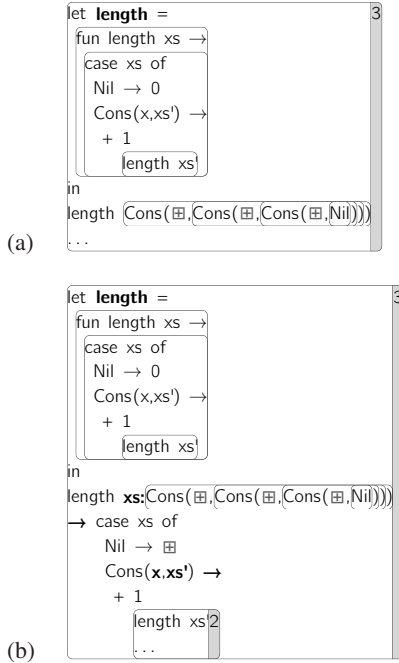 let length = 3
fun length xs →
case xs of
Nil → 0
Cons(x,xs') →
+ 1
length xs'
in
length Cons(⊞,Cons(⊞,Cons(⊞,Nil)))
(a) ...
let length = 3
fun length xs →
case xs of
Nil → 0
Cons(x,xs') →
+ 1
length xs'
in
length xs:Cons(⊞,Cons(⊞,Cons(⊞,Nil)))
→ case xs of
Nil → ⊞
Cons(x,xs') →
+ 1
length xs' 2
(b) ...